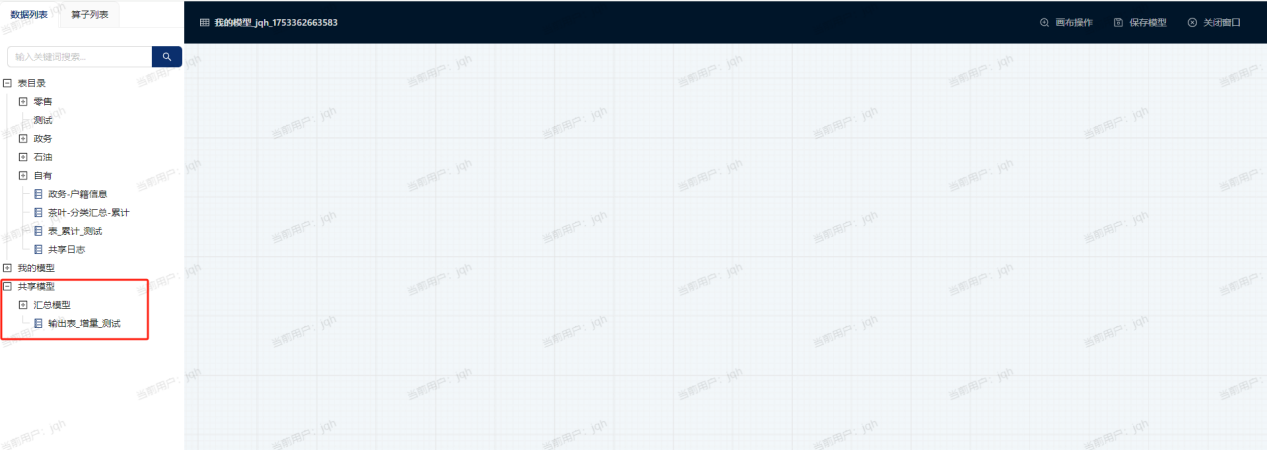 数据列表 算子列表
我的模型_jqh_1753362663583
画布操作 保存模型 关闭窗口
输入关键词搜索...
表目录
零售
测试
政务
石油
自有
政务-户籍信息
茶叶-分类汇总-累计
表_累计_测试
共享日志
我的模型
共享模型
汇总模型
输出表_增量_测试
当前用户：jqh